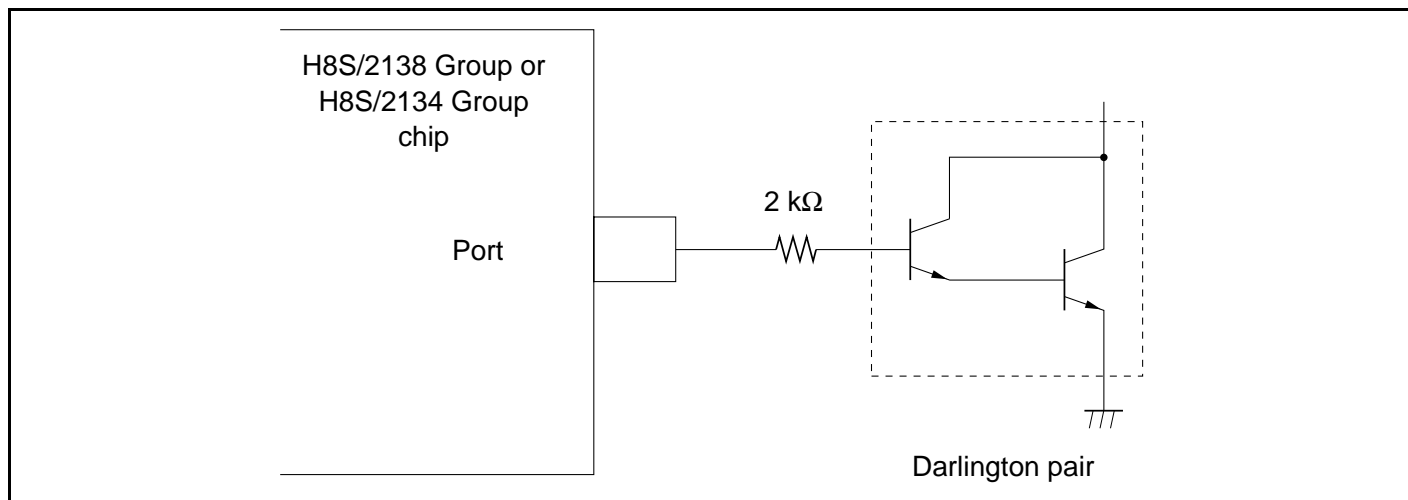 H8S/2138 Group or
H8S/2134 Group
chip
2 kΩ
Port
Darlington pair